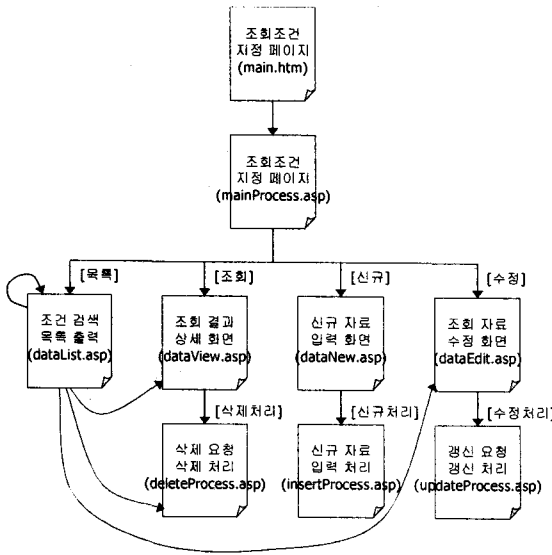 조회조건
지정 페이지
(main.htm)
조회조건
지정 페이지
(mainProcess.asp)
[목록]
[조회]
[신규]
[수정]
조건 검색
목록 출력
(dataList.asp)
조회 결과
상세 화면
(dataView.asp)
신규 자료
입력 화면
(dataNew.asp)
조회 자료
수정 화면
(dataEdit.asp)
[삭제처리]
[신규처리]
[수정처리]
삭제 요청
삭제 처리
(deleteProcess.asp)
신규 자료
입력 처리
(insertProcess.asp)
갱신 요청
갱신 처리
(updateProcess.asp)